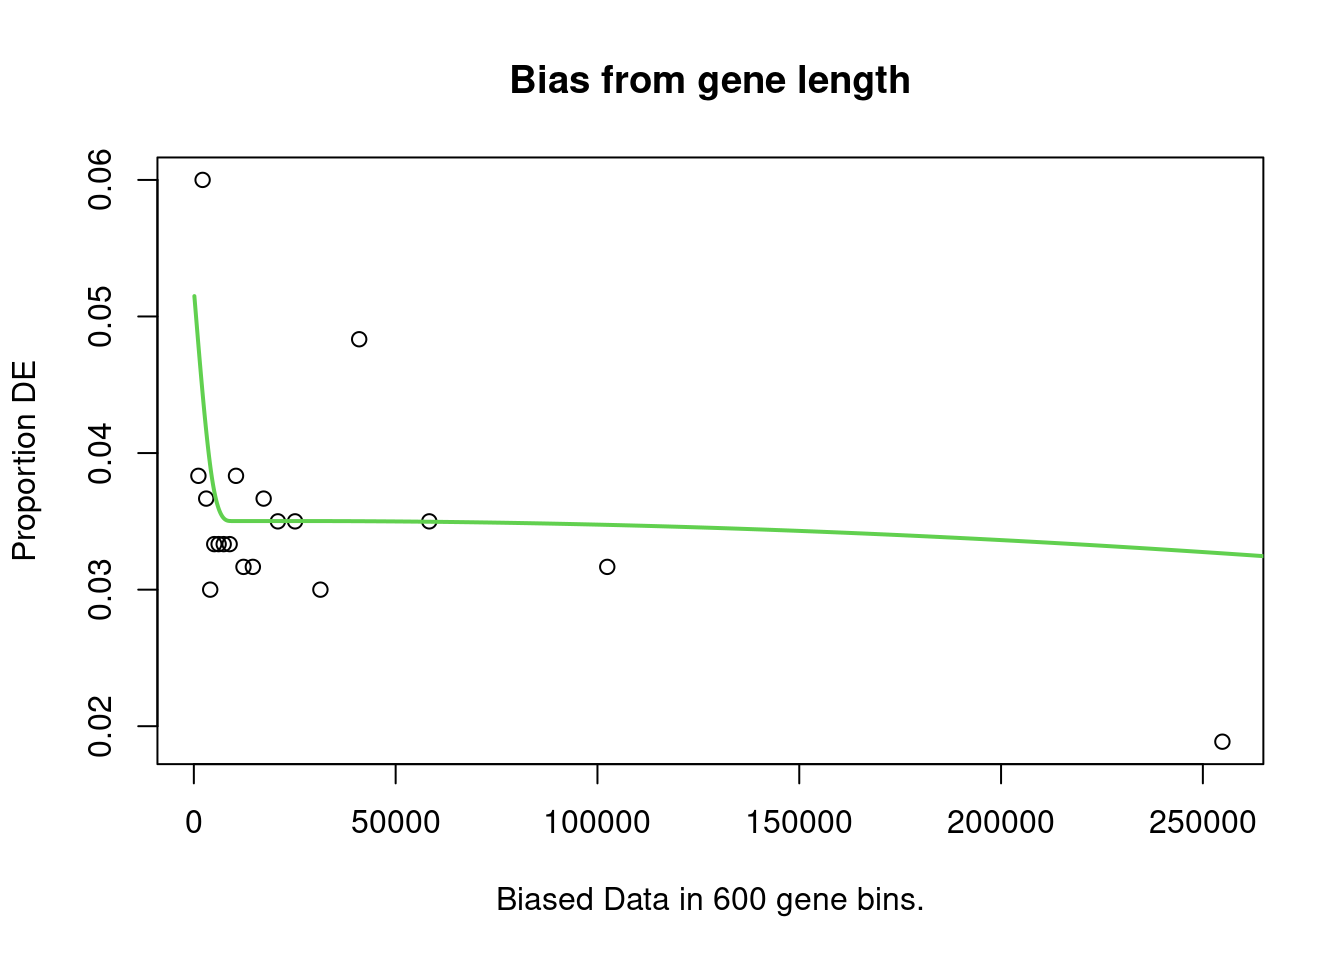 Bias from gene length
0.06
0.05
0.04
0.03
0.02
Proportion DE
0 50000 100000 150000 200000 250000
Biased Data in 600 gene bins.